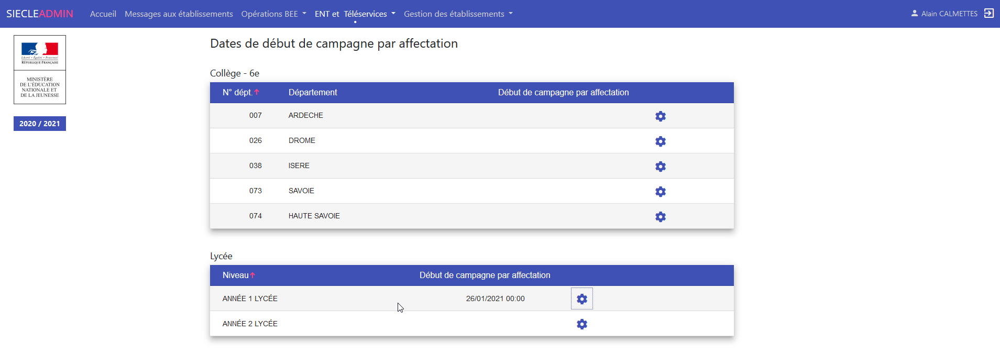 SIECLEADMIN Accueil Messages aux établissements Opérations BEE ENT et Téléservices Gestion des établissements Alain CALMETTES
Liberté • Égalité • Fraternité
RÉPUBLIQUE FRANÇAISE
MINISTÈRE
DE L'ÉDUCATION
NATIONALE ET
DE LA JEUNESSE
2020 / 2021
Dates de début de campagne par affectation
Collège - 6e
N° dépt. Département Début de campagne par affectation
007 ARDECHE
026 DROME
038 ISERE
073 SAVOIE
074 HAUTE SAVOIE
Lycée
Niveau Début de campagne par affectation
ANNÉE 1 LYCÉE 26/01/2021 00:00
ANNÉE 2 LYCÉE